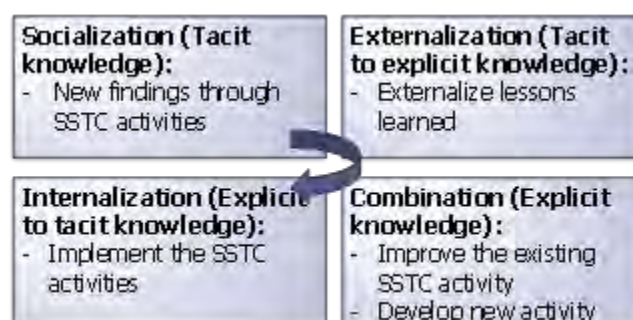 Socialization (Tacit
knowledge):
- New findings through
SSTC activities
Externalization (Tacit
to explicit knowledge):
- Externalize lessons
learned
Internalization (Explicit
to tacit knowledge):
- Implement the SSTC
activities
Combination (Explicit
knowledge):
- Improve the existing
SSTC activity
- Develop new activity